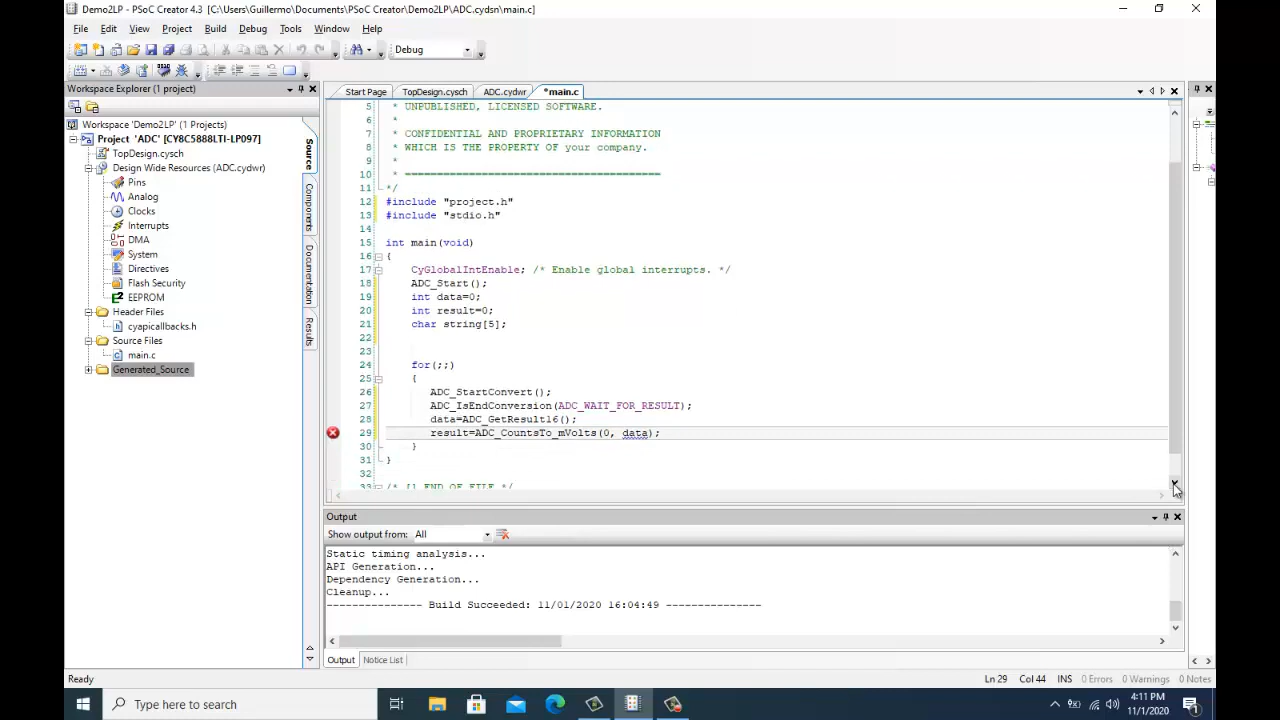 Demo2LP - PSoC Creator 4.3 [C:\Users\Guillermo\Documents\PSoC Creator\Demo2LP\ADC.cydsn\main.c]
File Edit View Project Build Debug Tools Window Help
Debug
Workspace Explorer (1 project)
Workspace 'Demo2LP' (1 Projects)
Project 'ADC' [CY8C5888LTI-LP097]
TopDesign.cysch
Design Wide Resources (ADC.cydwr)
Pins
Analog
Clocks
Interrupts
DMA
System
Directives
Flash Security
EEPROM
Header Files
cyapicallbacks.h
Source Files
main.c
Generated_Source
Source
Components
Documentation
Results
Start Page TopDesign.cysch ADC.cydwr *main.c
5 * UNPUBLISHED, LICENSED SOFTWARE.
6 *
7 * CONFIDENTIAL AND PROPRIETARY INFORMATION
8 * WHICH IS THE PROPERTY OF your company.
9 *
10 * ========================================
11 */
12 #include "project.h"
13 #include "stdio.h"
14
15 int main(void)
16 {
17 CyGlobalIntEnable; /* Enable global interrupts. */
18 ADC_Start();
19 int data=0;
20 int result=0;
21 char string[5];
22
23
24 for(;;)
25 {
26 ADC_StartConvert();
27 ADC_IsEndConversion(ADC_WAIT_FOR_RESULT);
28 data=ADC_GetResult16();
29 result=ADC_CountsTo_mVolts(0, data);
30 }
31 }
32
33 /* [] END OF FILE */
Output
Show output from: All
Static timing analysis...
API Generation...
Dependency Generation...
Cleanup...
--------------- Build Succeeded: 11/01/2020 16:04:49 ---------------
Output Notice List
Ready Ln 29 Col 44 INS 0 Errors 0 Warnings 0 Notes
Type here to search
4:11 PM
11/1/2020
1